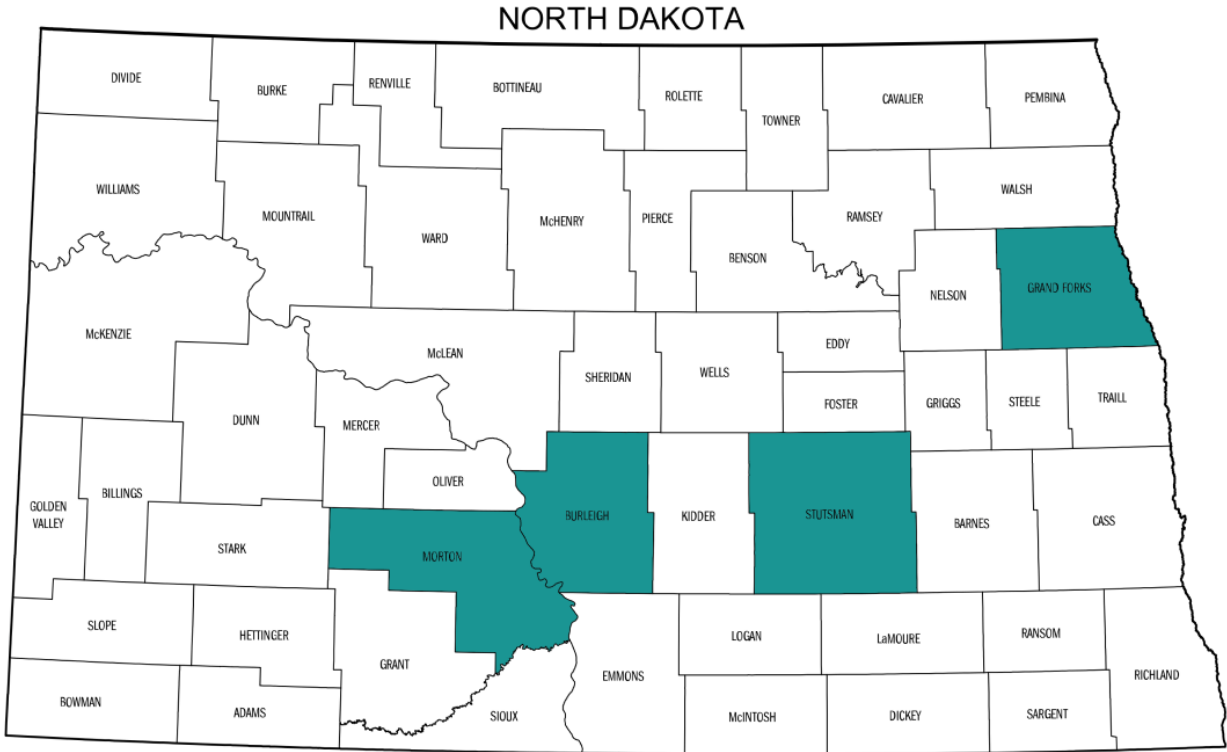 NORTH DAKOTA
DIVIDE
BURKE
RENVILLE
BOTTINEAU
ROLETTE
TOWNER
CAVALIER
PEMBINA
WILLIAMS
MOUNTRAIL
WARD
McHENRY
PIERCE
BENSON
RAMSEY
WALSH
NELSON
GRAND FORKS
McKENZIE
DUNN
MERCER
OLIVER
McLEAN
SHERIDAN
WELLS
EDDY
FOSTER
GRIGGS
STEELE
TRAILL
GOLDEN
VALLEY
BILLINGS
STARK
MORTON
BURLEIGH
KIDDER
STUTSMAN
BARNES
CASS
SLOPE
HETTINGER
GRANT
BOWMAN
ADAMS
SIOUX
EMMONS
LOGAN
LaMOURE
RANSOM
RICHLAND
McINTOSH
DICKEY
SARGENT